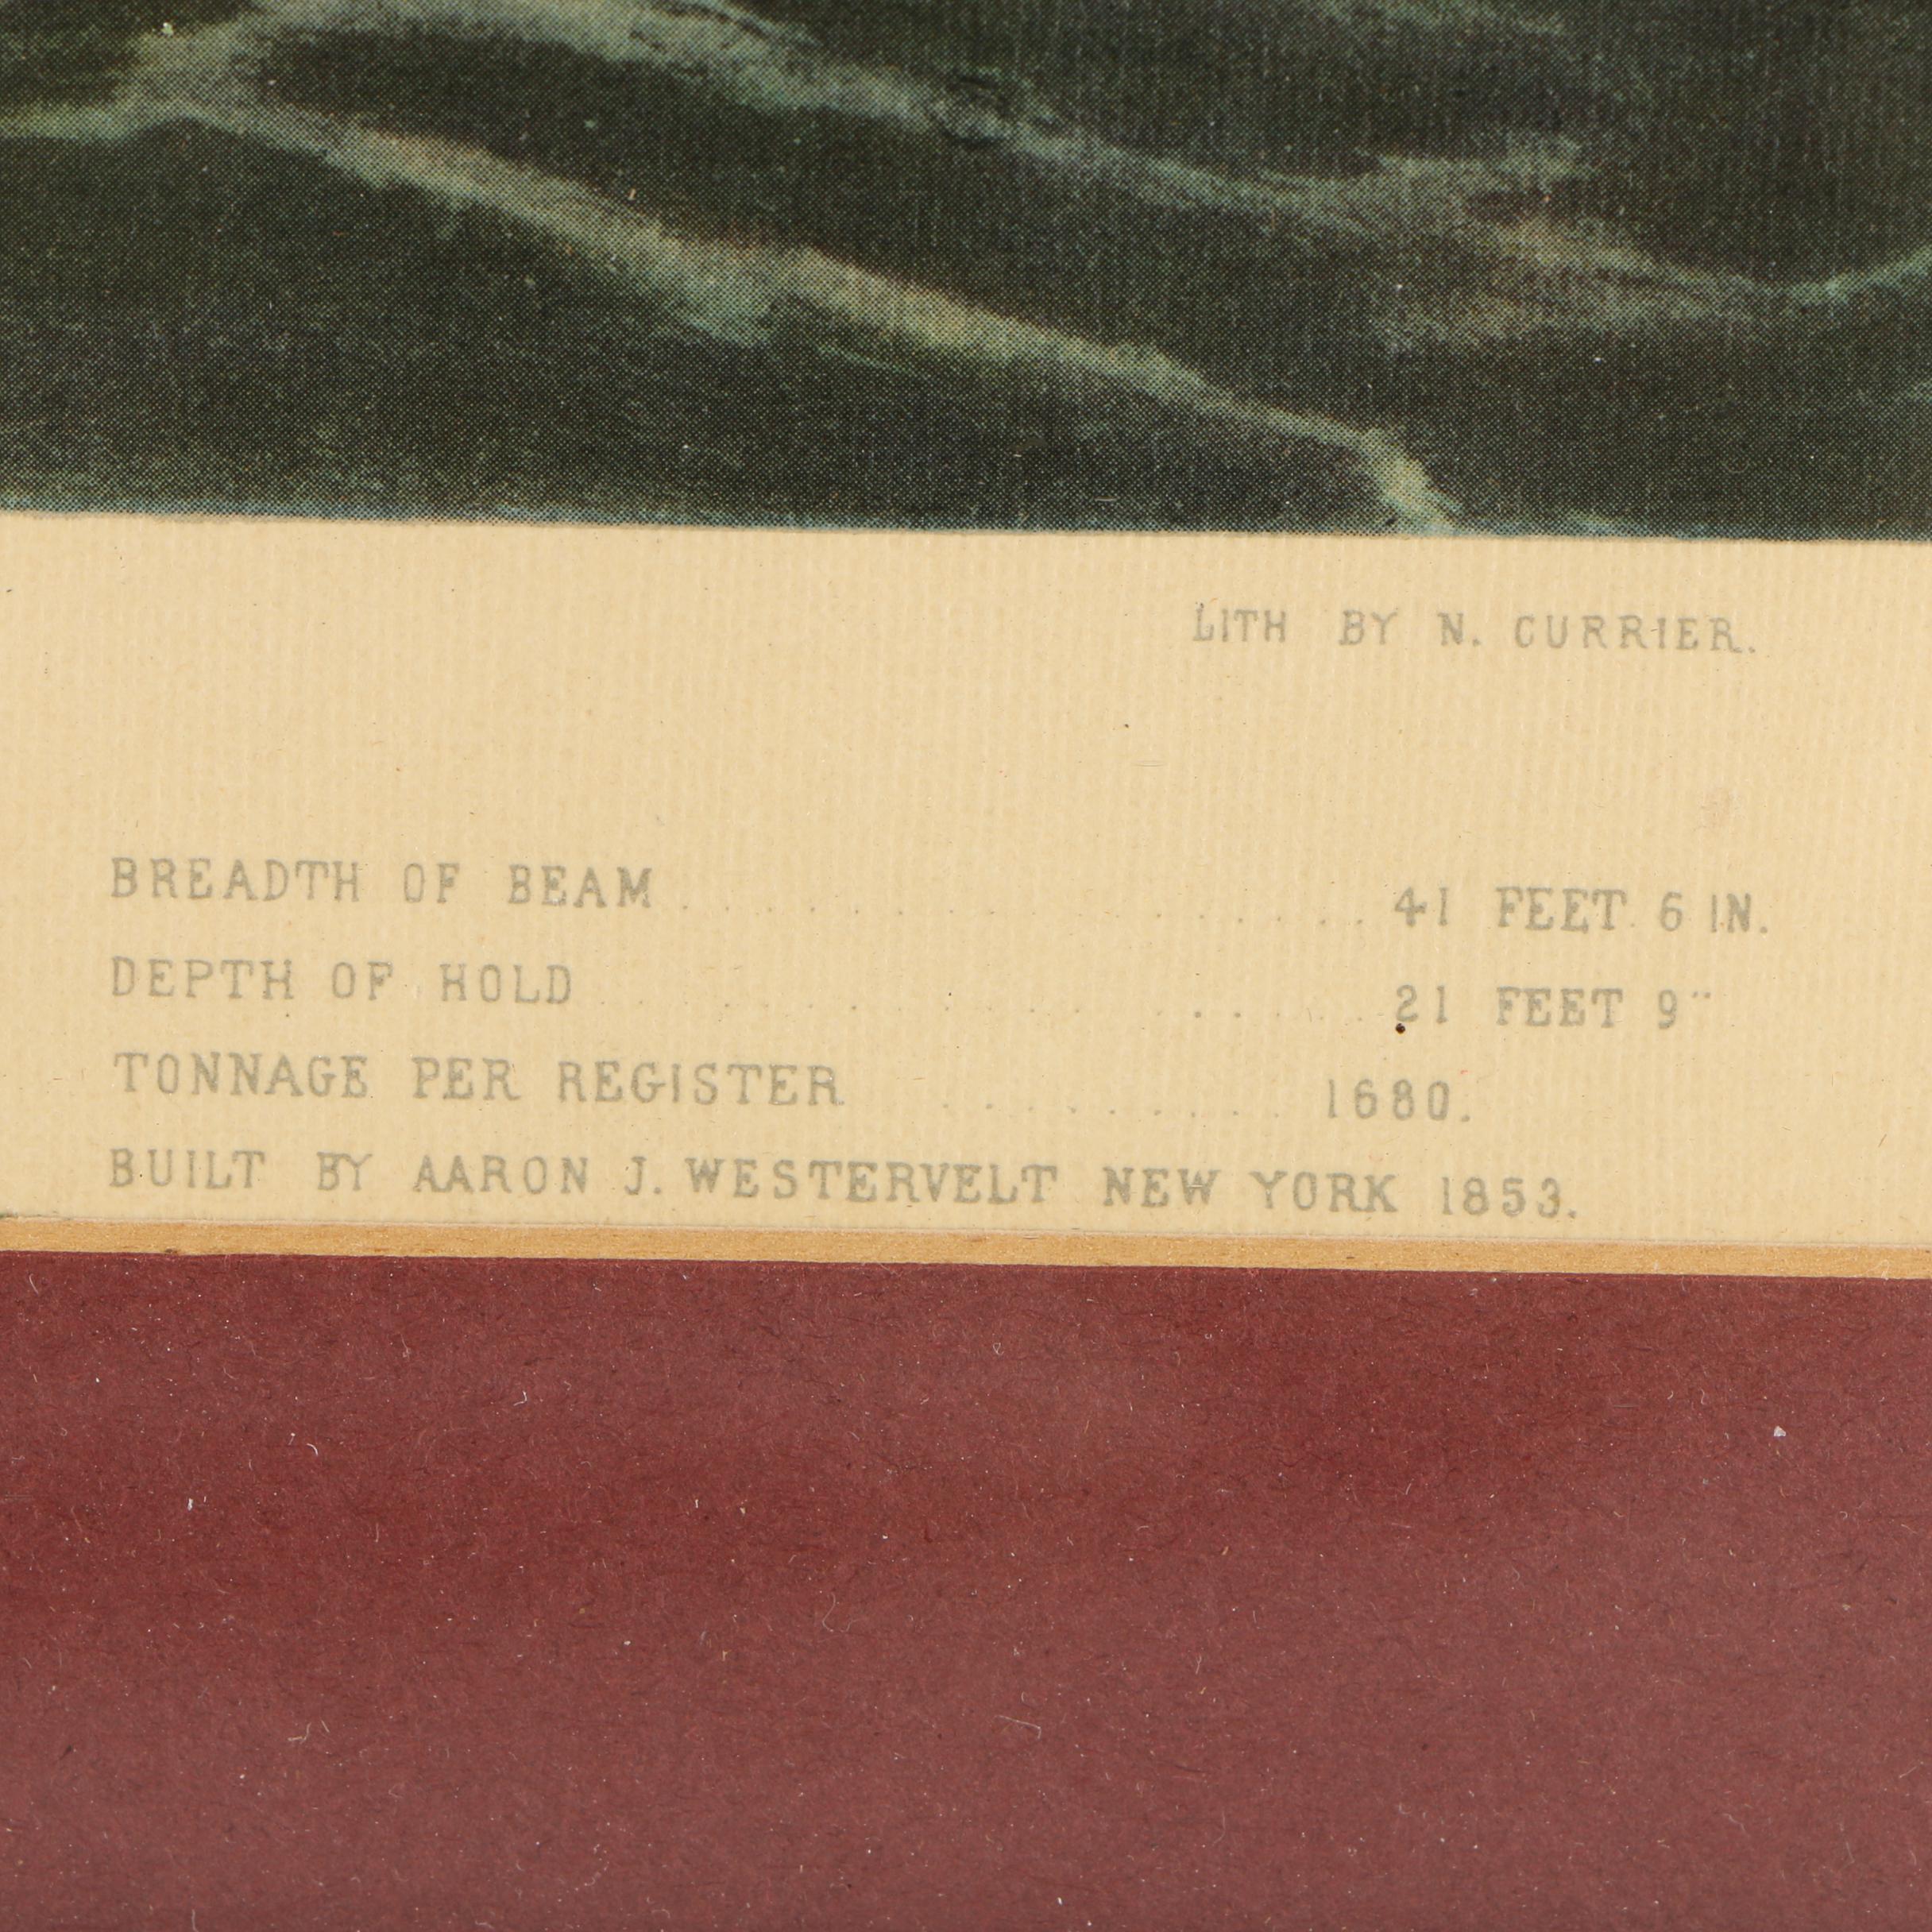 LITH BY N. CURRIER.
BREADTH OF BEAM . . . . . . . . . . . . . . . . 41 FEET 6 IN.
DEPTH OF HOLD . . . . . . . . . . . . . . . . 21 FEET 9"
TONNAGE PER REGISTER . . . . . . . . . 1680.
BUILT BY AARON J. WESTERVELT NEW YORK 1853.